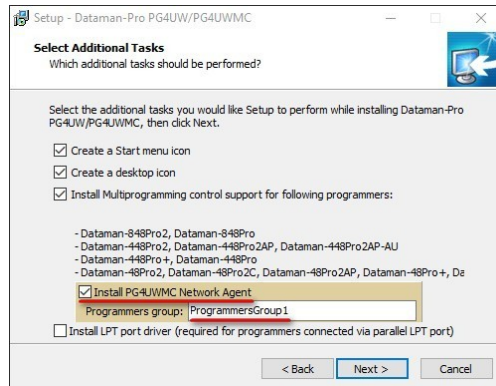 Setup - Dataman-Pro PG4UW/PG4UWMC
Select Additional Tasks
Which additional tasks should be performed?
Select the additional tasks you would like Setup to perform while installing Dataman-Pro
PG4UW/PG4UWMC, then click Next.
Create a Start menu icon
Create a desktop icon
Install Multiprogramming control support for following programmers:
- Dataman-848Pro2, Dataman-848Pro
- Dataman-448Pro2, Dataman-448Pro2AP, Dataman-448Pro2AP-AU
- Dataman-448Pro+, Dataman-448Pro
- Dataman-48Pro2, Dataman-48Pro2C, Dataman-48Pro2AP, Dataman-48Pro+, Da
Install PG4UWMC Network Agent
Programmers group: ProgrammersGroup1
Install LPT port driver (required for programmers connected via parallel LPT port)
< Back Next > Cancel